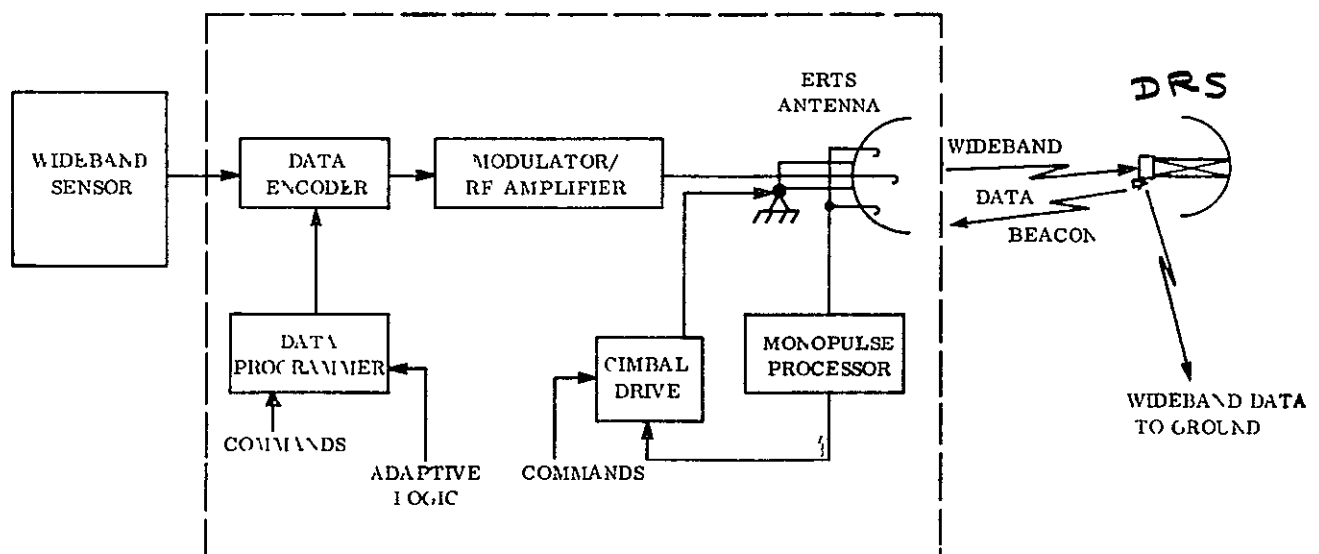 ERTS
ANTENNA
DRS
WIDEBAND
SENSOR
DATA
ENCODER
MODULATOR/
RF AMPLIFIER
WIDEBAND
DATA
BEACON
DATA
PROGRAMMER
CIMBAL
DRIVE
MONOPULSE
PROCESSOR
COMMANDS
ADAPTIVE
LOGIC
COMMANDS
WIDEBAND DATA
TO GROUND